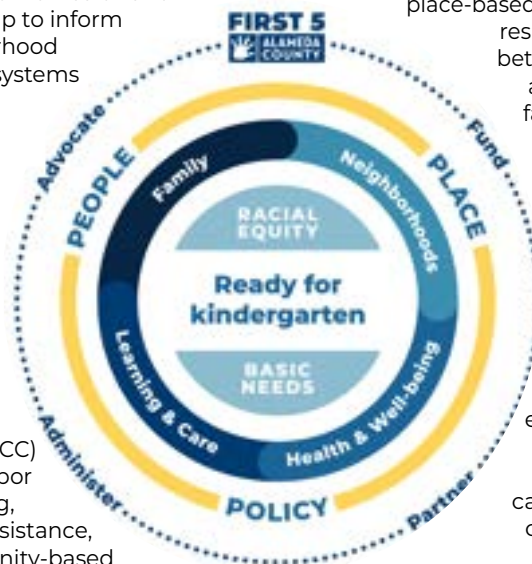 p to inform
rhood
systems
place-based
res
bet
a
fa
FIRST 5
ALAMEDA
COUNTY
Advocate
Fund
PEOPLE
PLACE
Family
Neighborhoods
RACIAL
EQUITY
Ready for
kindergarten
BASIC
NEEDS
Learning & Care
Health & Well-being
POLICY
Administer
Partner
CC)
oor
g,
sistance,
nity-based
e
ca
c